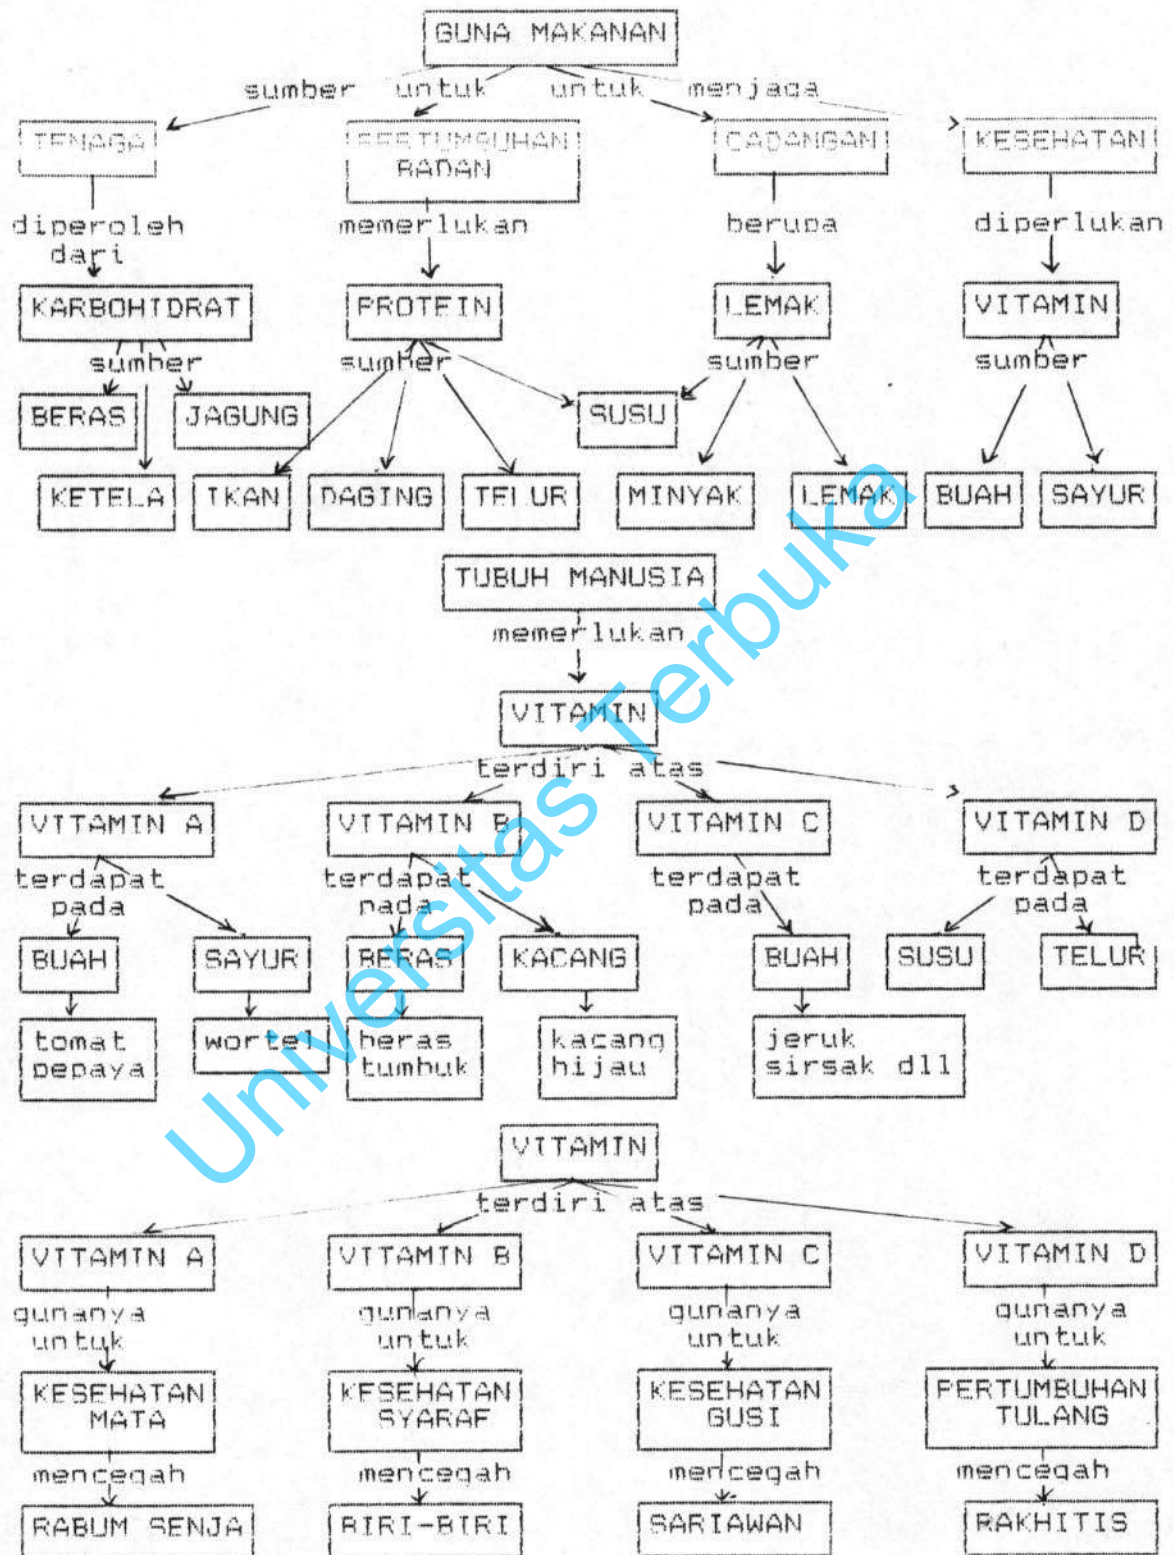 GUNA MAKANAN
sumber untuk untuk menjaga
TENAGA PERTUMBUHAN CADANGAN KESEHATAN
BADAN
diperoleh memerlukan berupa diperlukan
dari
KARBOHIDRAT PROTEIN LEMAK VITAMIN
sumber sumber sumber sumber
BERAS JAGUNG SUSU
KETELA IKAN DAGING TELUR MINYAK LEMAK BUAH SAYUR
TUBUH MANUSIA
memerlukan
VITAMIN
terdiri atas
VITAMIN A VITAMIN B VITAMIN C VITAMIN D
terdapat terdapat terdapat terdapat
pada pada pada pada
BUAH SAYUR BERAS KACANG BUAH SUSU TELUR
tomat wortel beras kacang jeruk
pepaya tumbuk hijau sirsak dll
VITAMIN
terdiri atas
VITAMIN A VITAMIN B VITAMIN C VITAMIN D
gunanya gunanya gunanya gunanya
untuk untuk untuk untuk
KESEHATAN KESEHATAN KESEHATAN PERTUMBUHAN
MATA SYARAF GUSI TULANG
mencegah mencegah mencegah mencegah
RABUM SENJA BIRI-BIRI SARIAWAN RAKHITIS
Universitas Terbuka